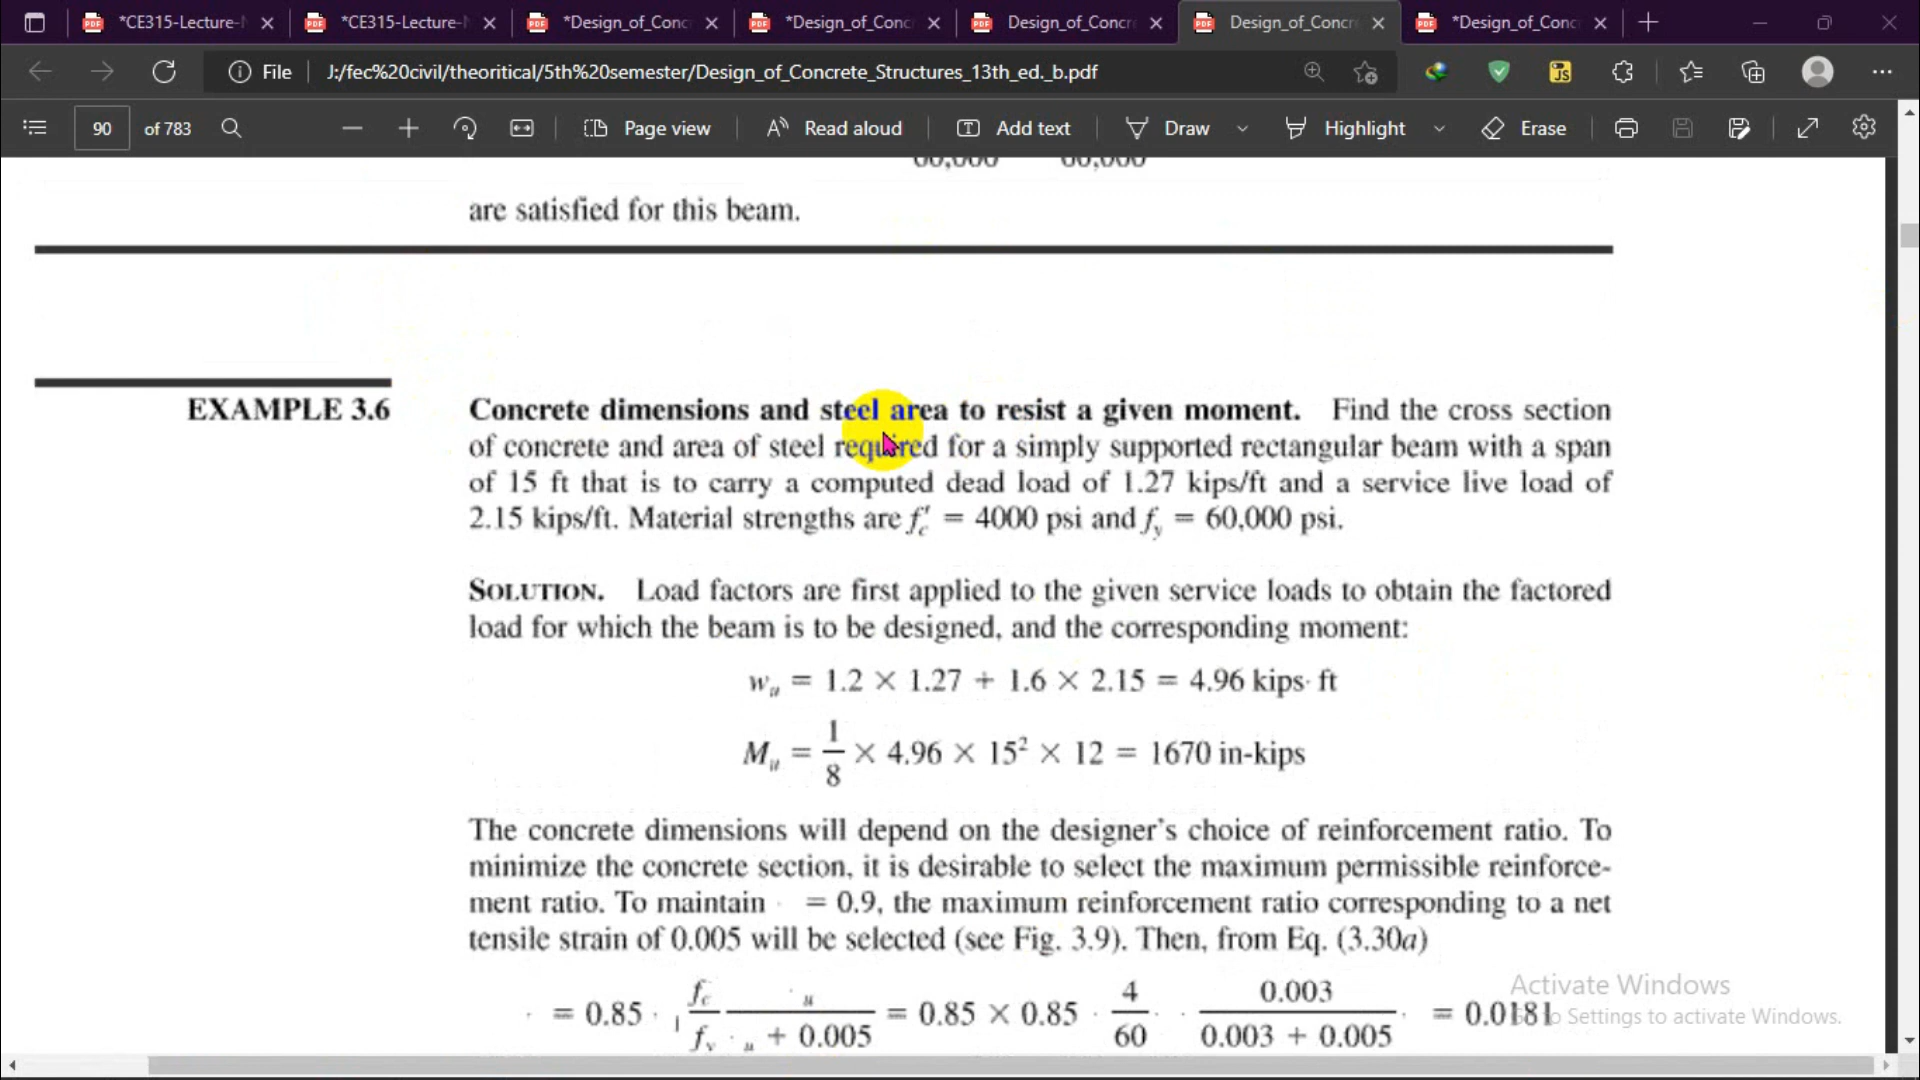 *CE315-Lecture-
*CE315-Lecture-
*Design_of_Conc
*Design_of_Conc
Design_of_Concr
Design_of_Concr
*Design_of_Conc
File J:/fec%20civil/theoritical/5th%20semester/Design_of_Concrete_Structures_13th_ed._b.pdf
JS
90 of 783 Page view Read aloud Add text Draw Highlight Erase
60,000 60,000
are satisfied for this beam.
EXAMPLE 3.6 Concrete dimensions and steel area to resist a given moment. Find the cross section
of concrete and area of steel required for a simply supported rectangular beam with a span
of 15 ft that is to carry a computed dead load of 1.27 kips/ft and a service live load of
2.15 kips/ft. Material strengths are f′c = 4000 psi and fy = 60,000 psi.
SOLUTION. Load factors are first applied to the given service loads to obtain the factored
load for which the beam is to be designed, and the corresponding moment:
wu = 1.2 × 1.27 + 1.6 × 2.15 = 4.96 kips· ft
Mu = 1/8 × 4.96 × 15² × 12 = 1670 in-kips
The concrete dimensions will depend on the designer's choice of reinforcement ratio. To
minimize the concrete section, it is desirable to select the maximum permissible reinforce-
ment ratio. To maintain · = 0.9, the maximum reinforcement ratio corresponding to a net
tensile strain of 0.005 will be selected (see Fig. 3.9). Then, from Eq. (3.30a)
· = 0.85 · 1 fc/fy · u/(· u + 0.005) = 0.85 × 0.85 · 4/60 · · 0.003/(0.003 + 0.005) · = 0.0181
Activate Windows
to Settings to activate Windows.